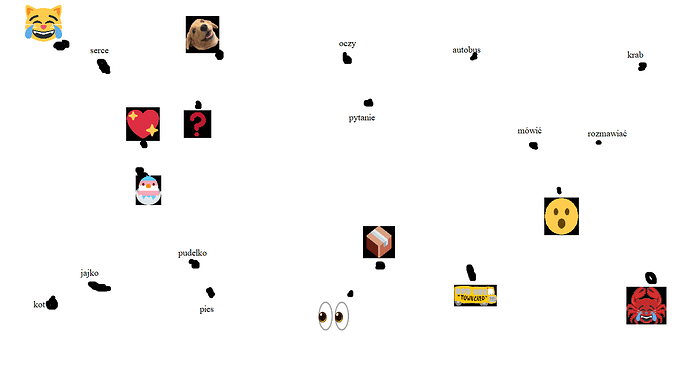 serce
oczy
autobus
krab
pytanie
mówić
rozmawiać
pudełko
jajko
kot
pies